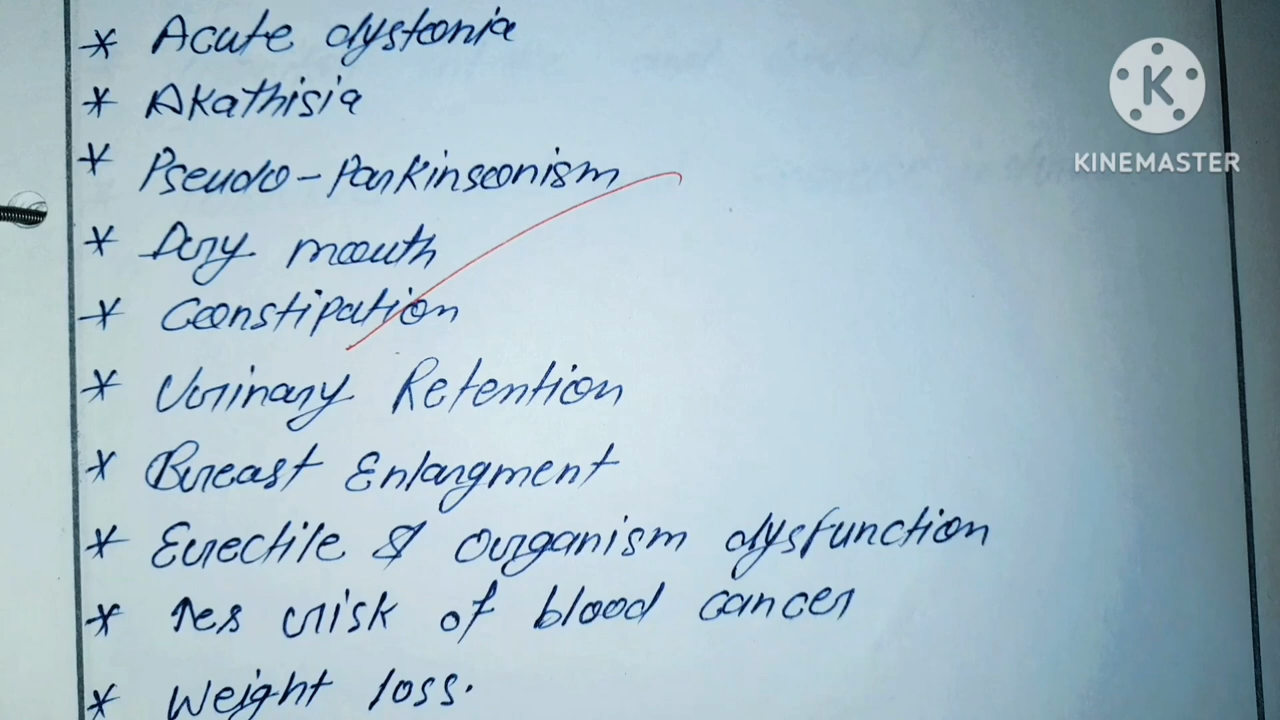 * Acute dystonia
* Akathisia
* Pseudo-Parkinsonism
* Dry mouth
* Constipation
* Urinary Retention
* Breast Enlargment
* Erectile & Organism dysfunction
* ↑es risk of blood cancer
* Weight loss.
K
KINEMASTER